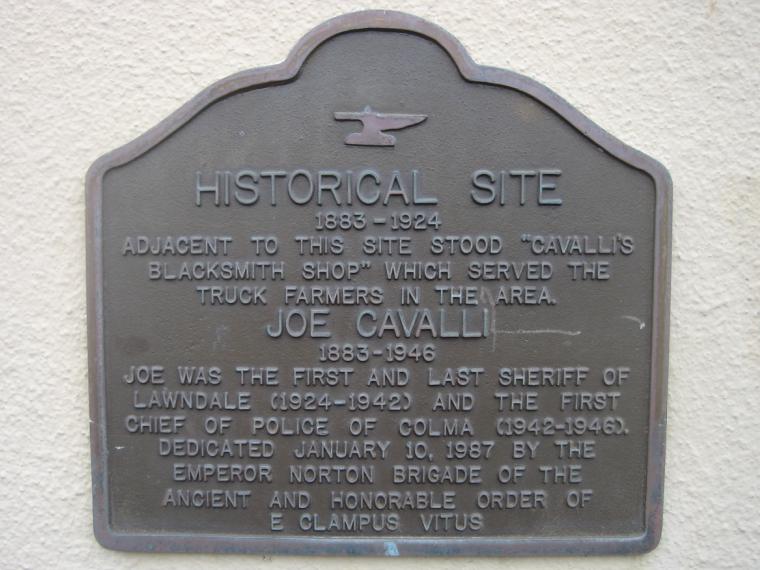 HISTORICAL SITE
1883-1924
ADJACENT TO THIS SITE STOOD "CAVALLI'S
BLACKSMITH SHOP" WHICH SERVED THE
TRUCK FARMERS IN THE AREA.
JOE CAVALLI
1883-1946
JOE WAS THE FIRST AND LAST SHERIFF OF
LAWNDALE (1924-1942) AND THE FIRST
CHIEF OF POLICE OF COLMA (1942-1946).
DEDICATED JANUARY 10, 1987 BY THE
EMPEROR NORTON BRIGADE OF THE
ANCIENT AND HONORABLE ORDER OF
E CLAMPUS VITUS